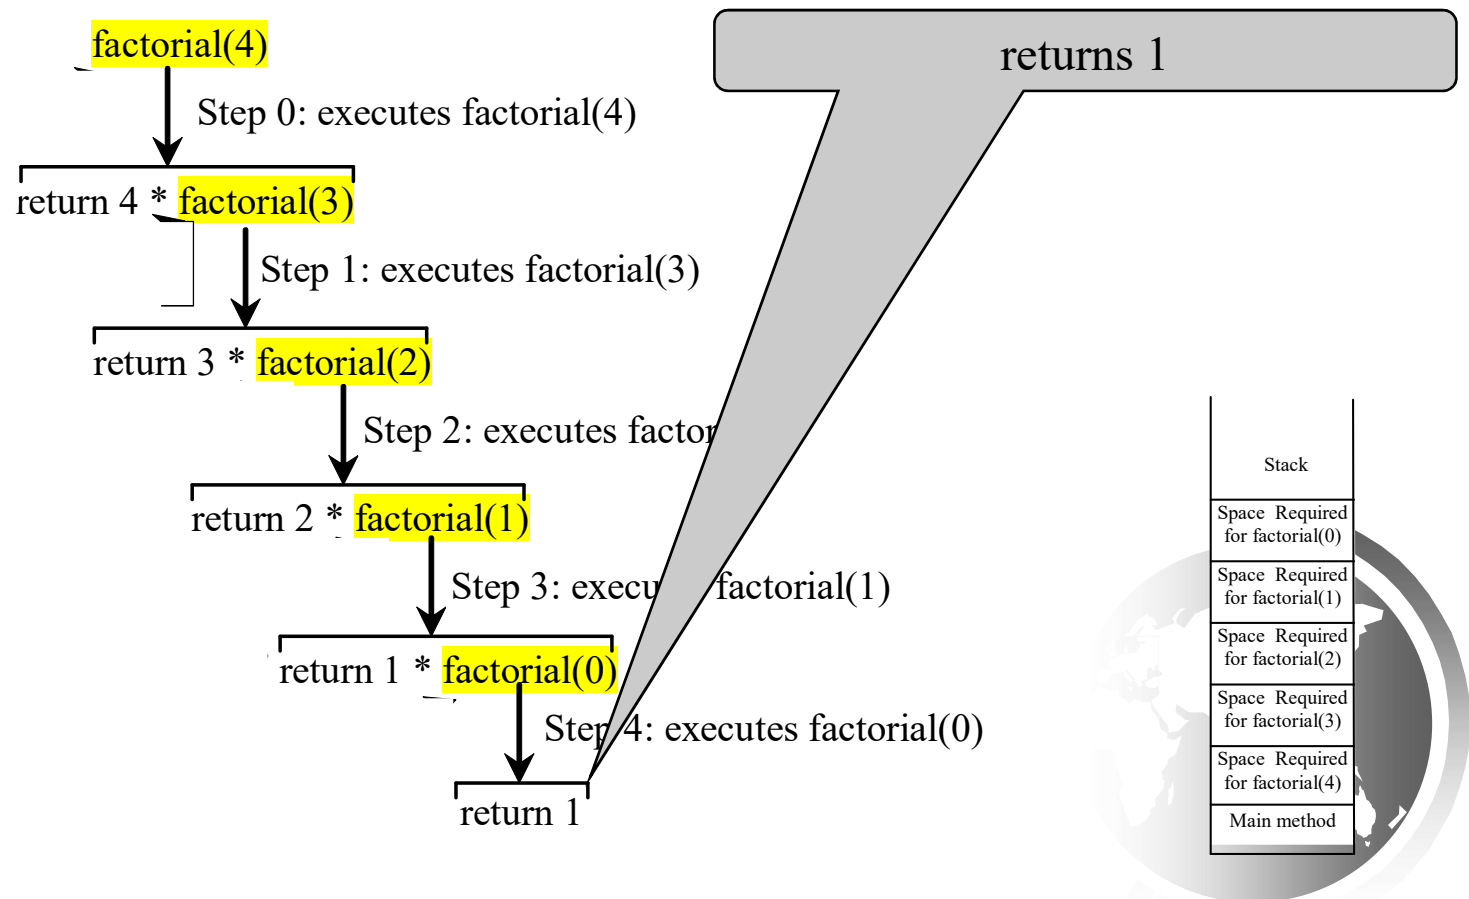 factorial(4)
returns 1
Step 0: executes factorial(4)
return 4 * factorial(3)
Step 1: executes factorial(3)
return 3 * factorial(2)
Step 2: executes factor
return 2 * factorial(1)
Step 3: execu factorial(1)
return 1 * factorial(0)
Step 4: executes factorial(0)
return 1
Stack
Space Required
for factorial(0)
Space Required
for factorial(1)
Space Required
for factorial(2)
Space Required
for factorial(3)
Space Required
for factorial(4)
Main method